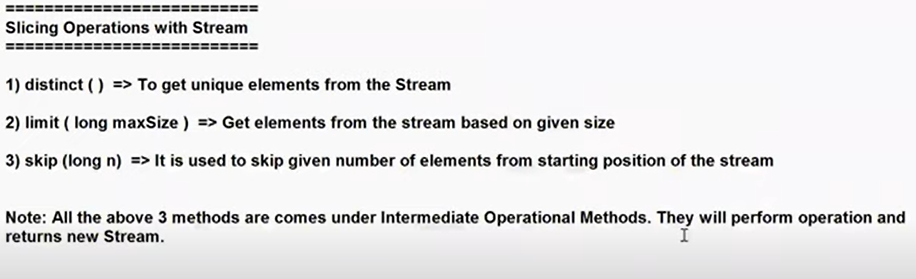 ==========================
Slicing Operations with Stream
==========================
1) distinct ( )  => To get unique elements from the Stream
2) limit ( long maxSize )  => Get elements from the stream based on given size
3) skip (long n)  => It is used to skip given number of elements from starting position of the stream
Note: All the above 3 methods are comes under Intermediate Operational Methods. They will perform operation and
returns new Stream.